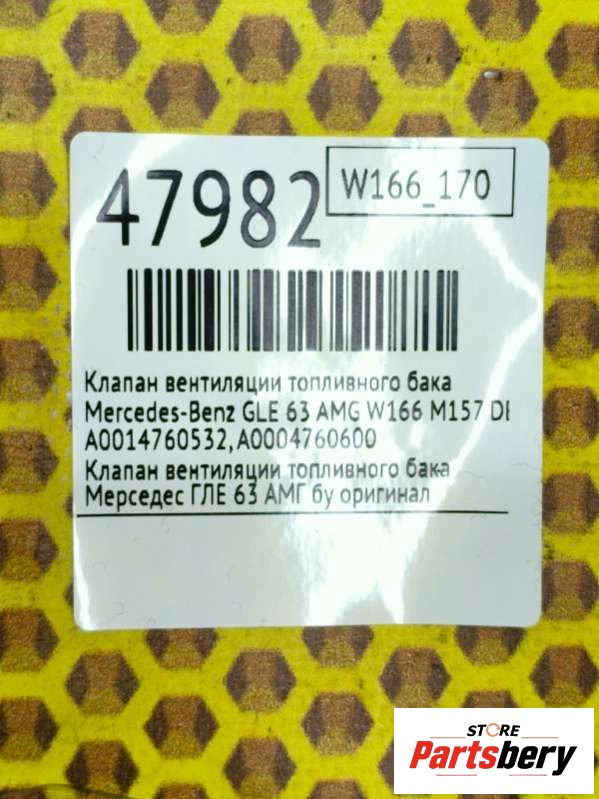 47982
W166_170
Клапан вентиляции топливного бака
Mercedes-Benz GLE 63 AMG W166 M157 DE
A0014760532,A0004760600
Клапан вентиляции топливного бака
Мерседес ГЛЕ 63 АМГ бу оригинал
STORE
Partsbery